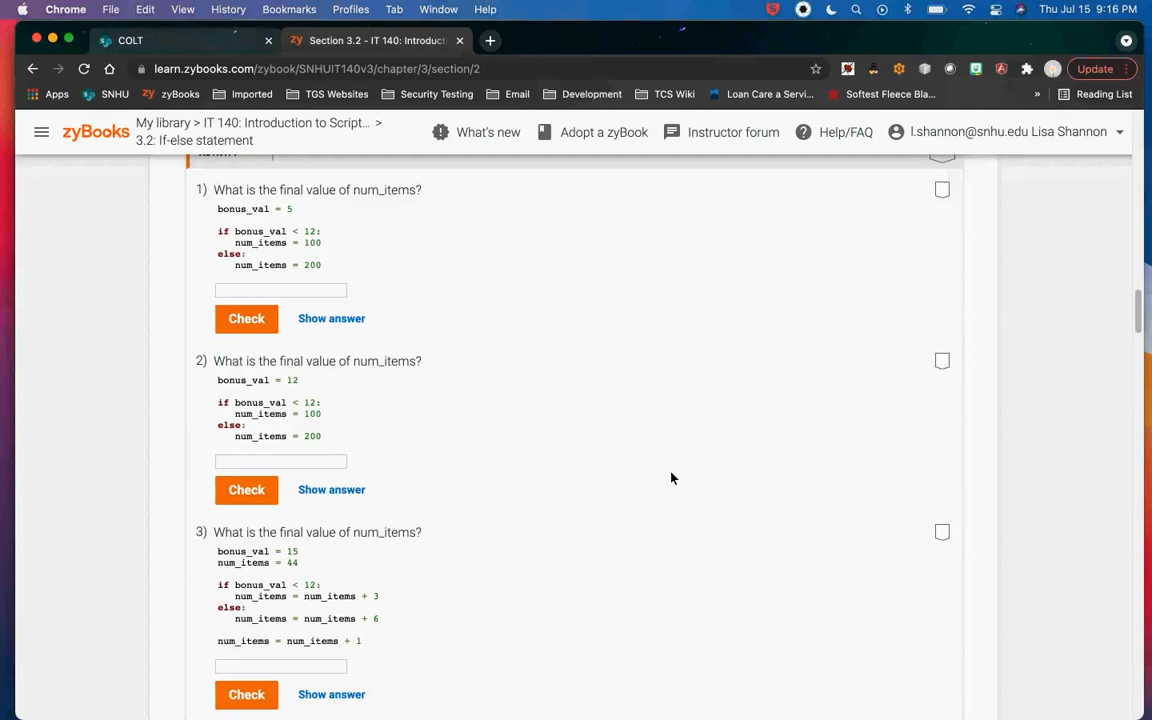 Chrome File Edit View History Bookmarks Profiles Tab Window Help Thu Jul 15 9:16 PM
COLT Section 3.2 - IT 140: Introducti
learn.zybooks.com/zybook/SNHUIT140v3/chapter/3/section/2 Update
Apps SNHU zyBooks Imported TGS Websites Security Testing Email Development TCS Wiki Loan Care a Servi... Softest Fleece Bla... » Reading List
zyBooks My library > IT 140: Introduction to Script... > What's new Adopt a zyBook Instructor forum Help/FAQ l.shannon@snhu.edu Lisa Shannon
3.2: If-else statement
1) What is the final value of num_items?
bonus_val = 5
if bonus_val < 12:
num_items = 100
else:
num_items = 200
Check Show answer
2) What is the final value of num_items?
bonus_val = 12
if bonus_val < 12:
num_items = 100
else:
num_items = 200
Check Show answer
3) What is the final value of num_items?
bonus_val = 15
num_items = 44
if bonus_val < 12:
num_items = num_items + 3
else:
num_items = num_items + 6
num_items = num_items + 1
Check Show answer